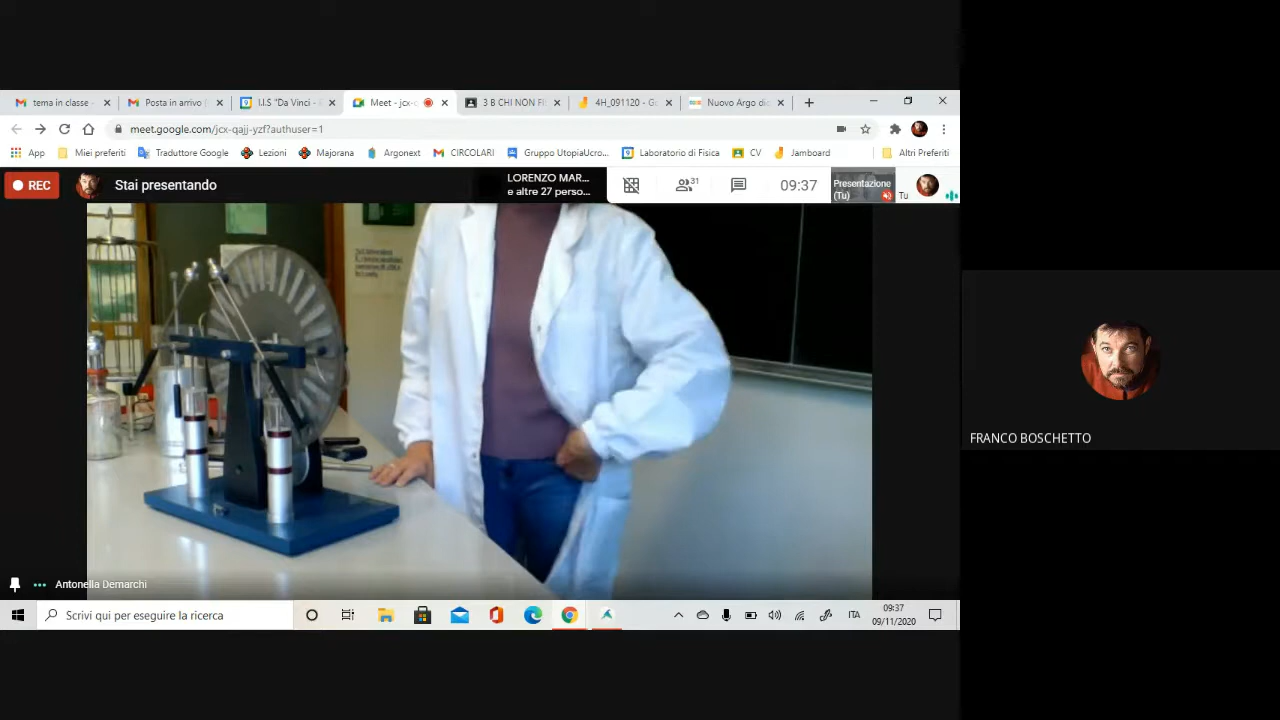 tema in classe -
Posta in arrivo
I.I.S "Da Vinci" -
Meet - jcx-q
3 B CHI NON FI
4H_091120 - Go
Nuovo Argo di
meet.google.com/jcx-qajj-yzf?authuser=1
App
Miei preferiti
Traduttore Google
Lezioni
Majorana
Argonext
CIRCOLARI
Gruppo UtopiaUcro...
Laboratorio di Fisica
CV
Jamboard
Altri Preferiti
REC
Stai presentando
LORENZO MAR...
e altre 27 perso...
31
09:37
Presentazione
(Tu)
Tu
FRANCO BOSCHETTO
Antonella Demarchi
Scrivi qui per eseguire la ricerca
ITA
09:37
09/11/2020